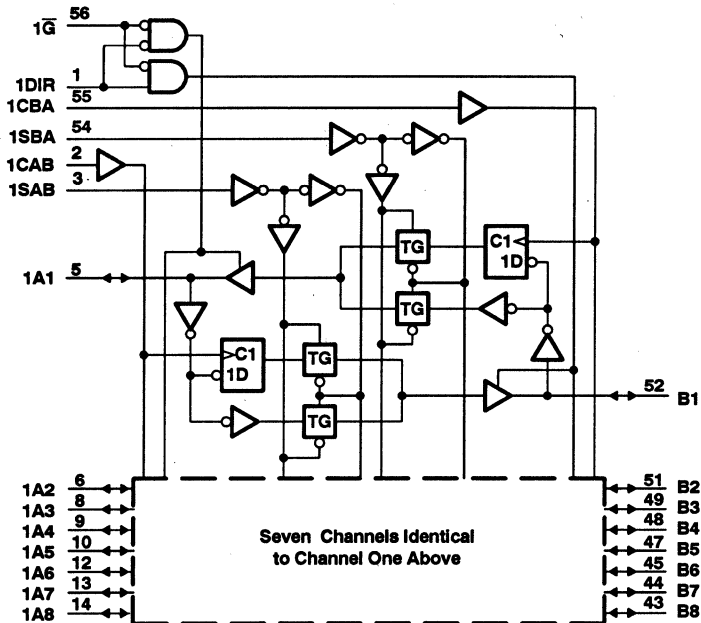 1G̅ 56
1DIR 1
1CBA 55
1SBA 54
1CAB 2
1SAB 3
TG
C1
1D
1A1 5
TG
C1
1D
TG
TG
52 B1
1A2 6
1A3 8
1A4 9
1A5 10
1A6 12
1A7 13
1A8 14
Seven Channels Identical
to Channel One Above
51 B2
49 B3
48 B4
47 B5
45 B6
44 B7
43 B8